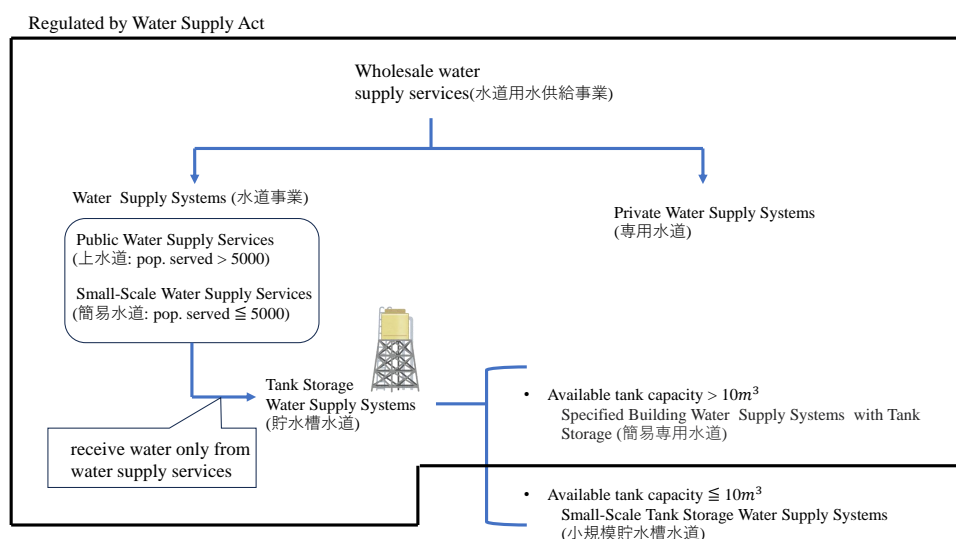 Regulated by Water Supply Act
Wholesale water
supply services(水道用水供給事業)
Water Supply Systems (水道事業)
Public Water Supply Services
(上水道: pop. served > 5000)
Small-Scale Water Supply Services
(簡易水道: pop. served ≦ 5000)
Private Water Supply Systems
(専用水道)
Tank Storage
Water Supply Systems
(貯水槽水道)
receive water only from
water supply services
• Available tank capacity > 10m³
Specified Building Water Supply Systems with Tank
Storage (簡易専用水道)
• Available tank capacity ≦ 10m³
Small-Scale Tank Storage Water Supply Systems
(小規模貯水槽水道)